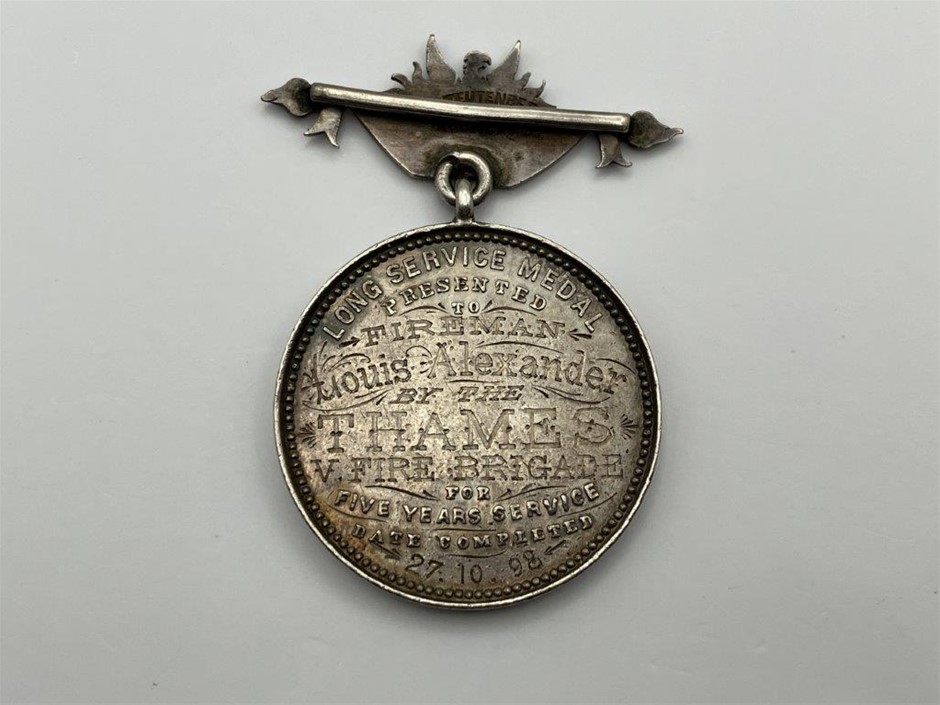 LONG SERVICE MEDAL
PRESENTED
TO
FIREMAN
Louis Alexander
BY THE
THAMES
V. FIRE BRIGADE
FOR
FIVE YEARS SERVICE
DATE COMPLETED
27.10.98